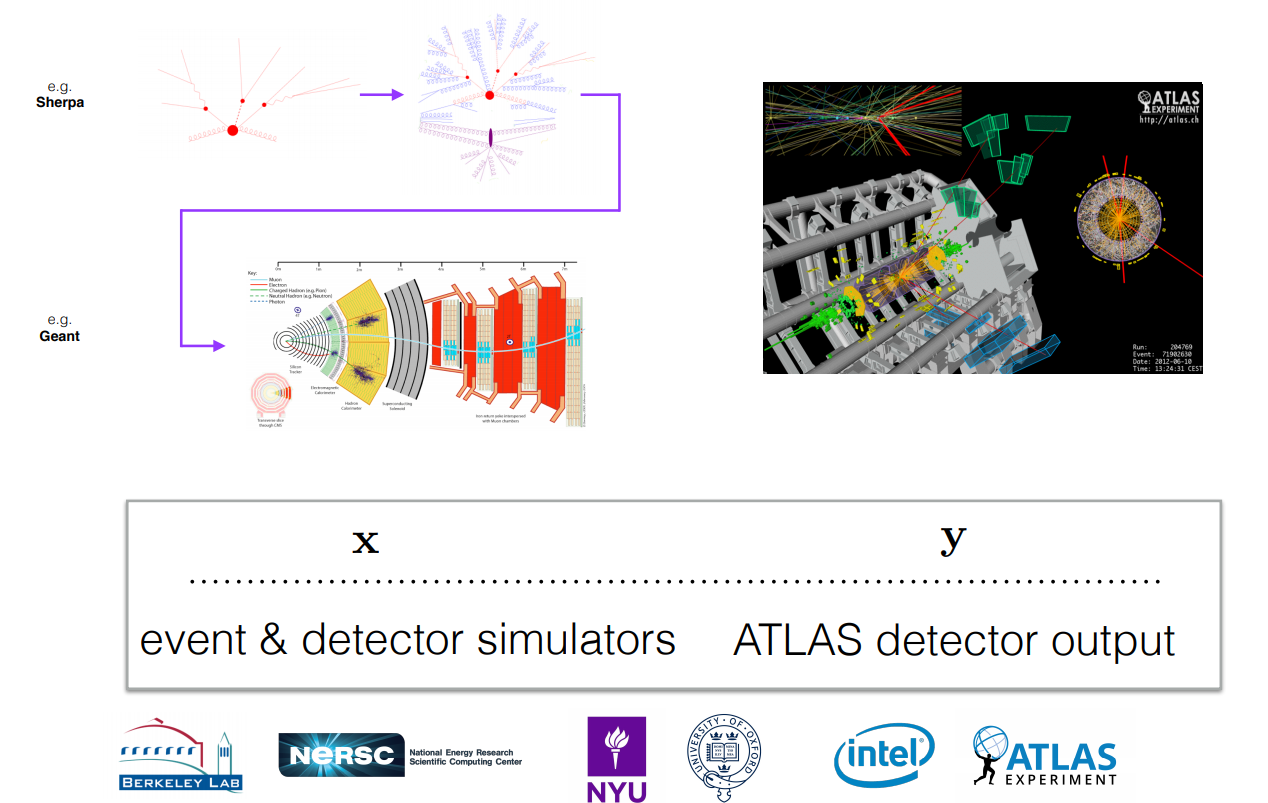 e.g.
Sherpa
ATLAS
EXPERIMENT
http://atlas.ch
Run: 204769
Event: 71902630
Date: 2012-06-10
Time: 13:24:31 CEST
e.g.
Geant
0m 1m 2m 3m 4m 5m 6m 7m
Key:
Muon
Electron
Charged Hadron (e.g. Pion)
Neutral Hadron (e.g. Neutron)
Photon
Silicon
Tracker
Electromagnetic
Calorimeter
Hadron
Calorimeter
Superconducting
Solenoid
Iron return yoke interspersed
with Muon chambers
Transverse slice
through CMS
x y
event & detector simulators ATLAS detector output
BERKELEY LAB
NERSC
National Energy Research
Scientific Computing Center
NYU
UNIVERSITY · OF · OXFORD
intel
ATLAS
EXPERIMENT